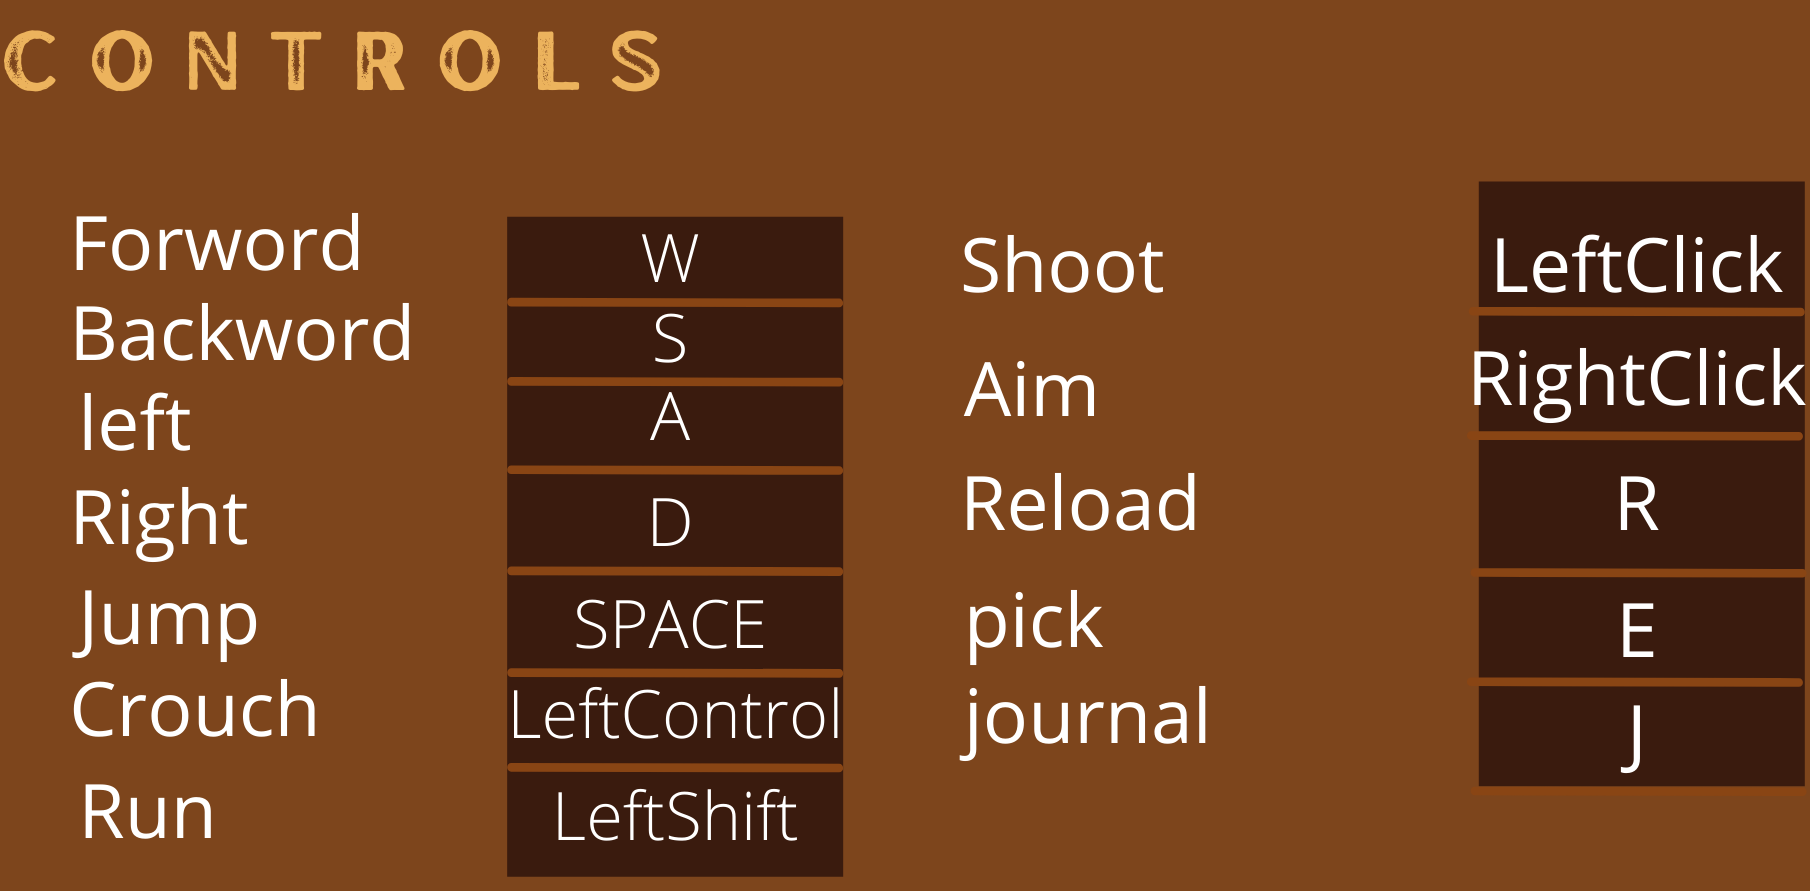 CONTROLS
Forword W
Backword S
left A
Right D
Jump SPACE
Crouch LeftControl
Run LeftShift
Shoot LeftClick
Aim RightClick
Reload R
pick E
journal J